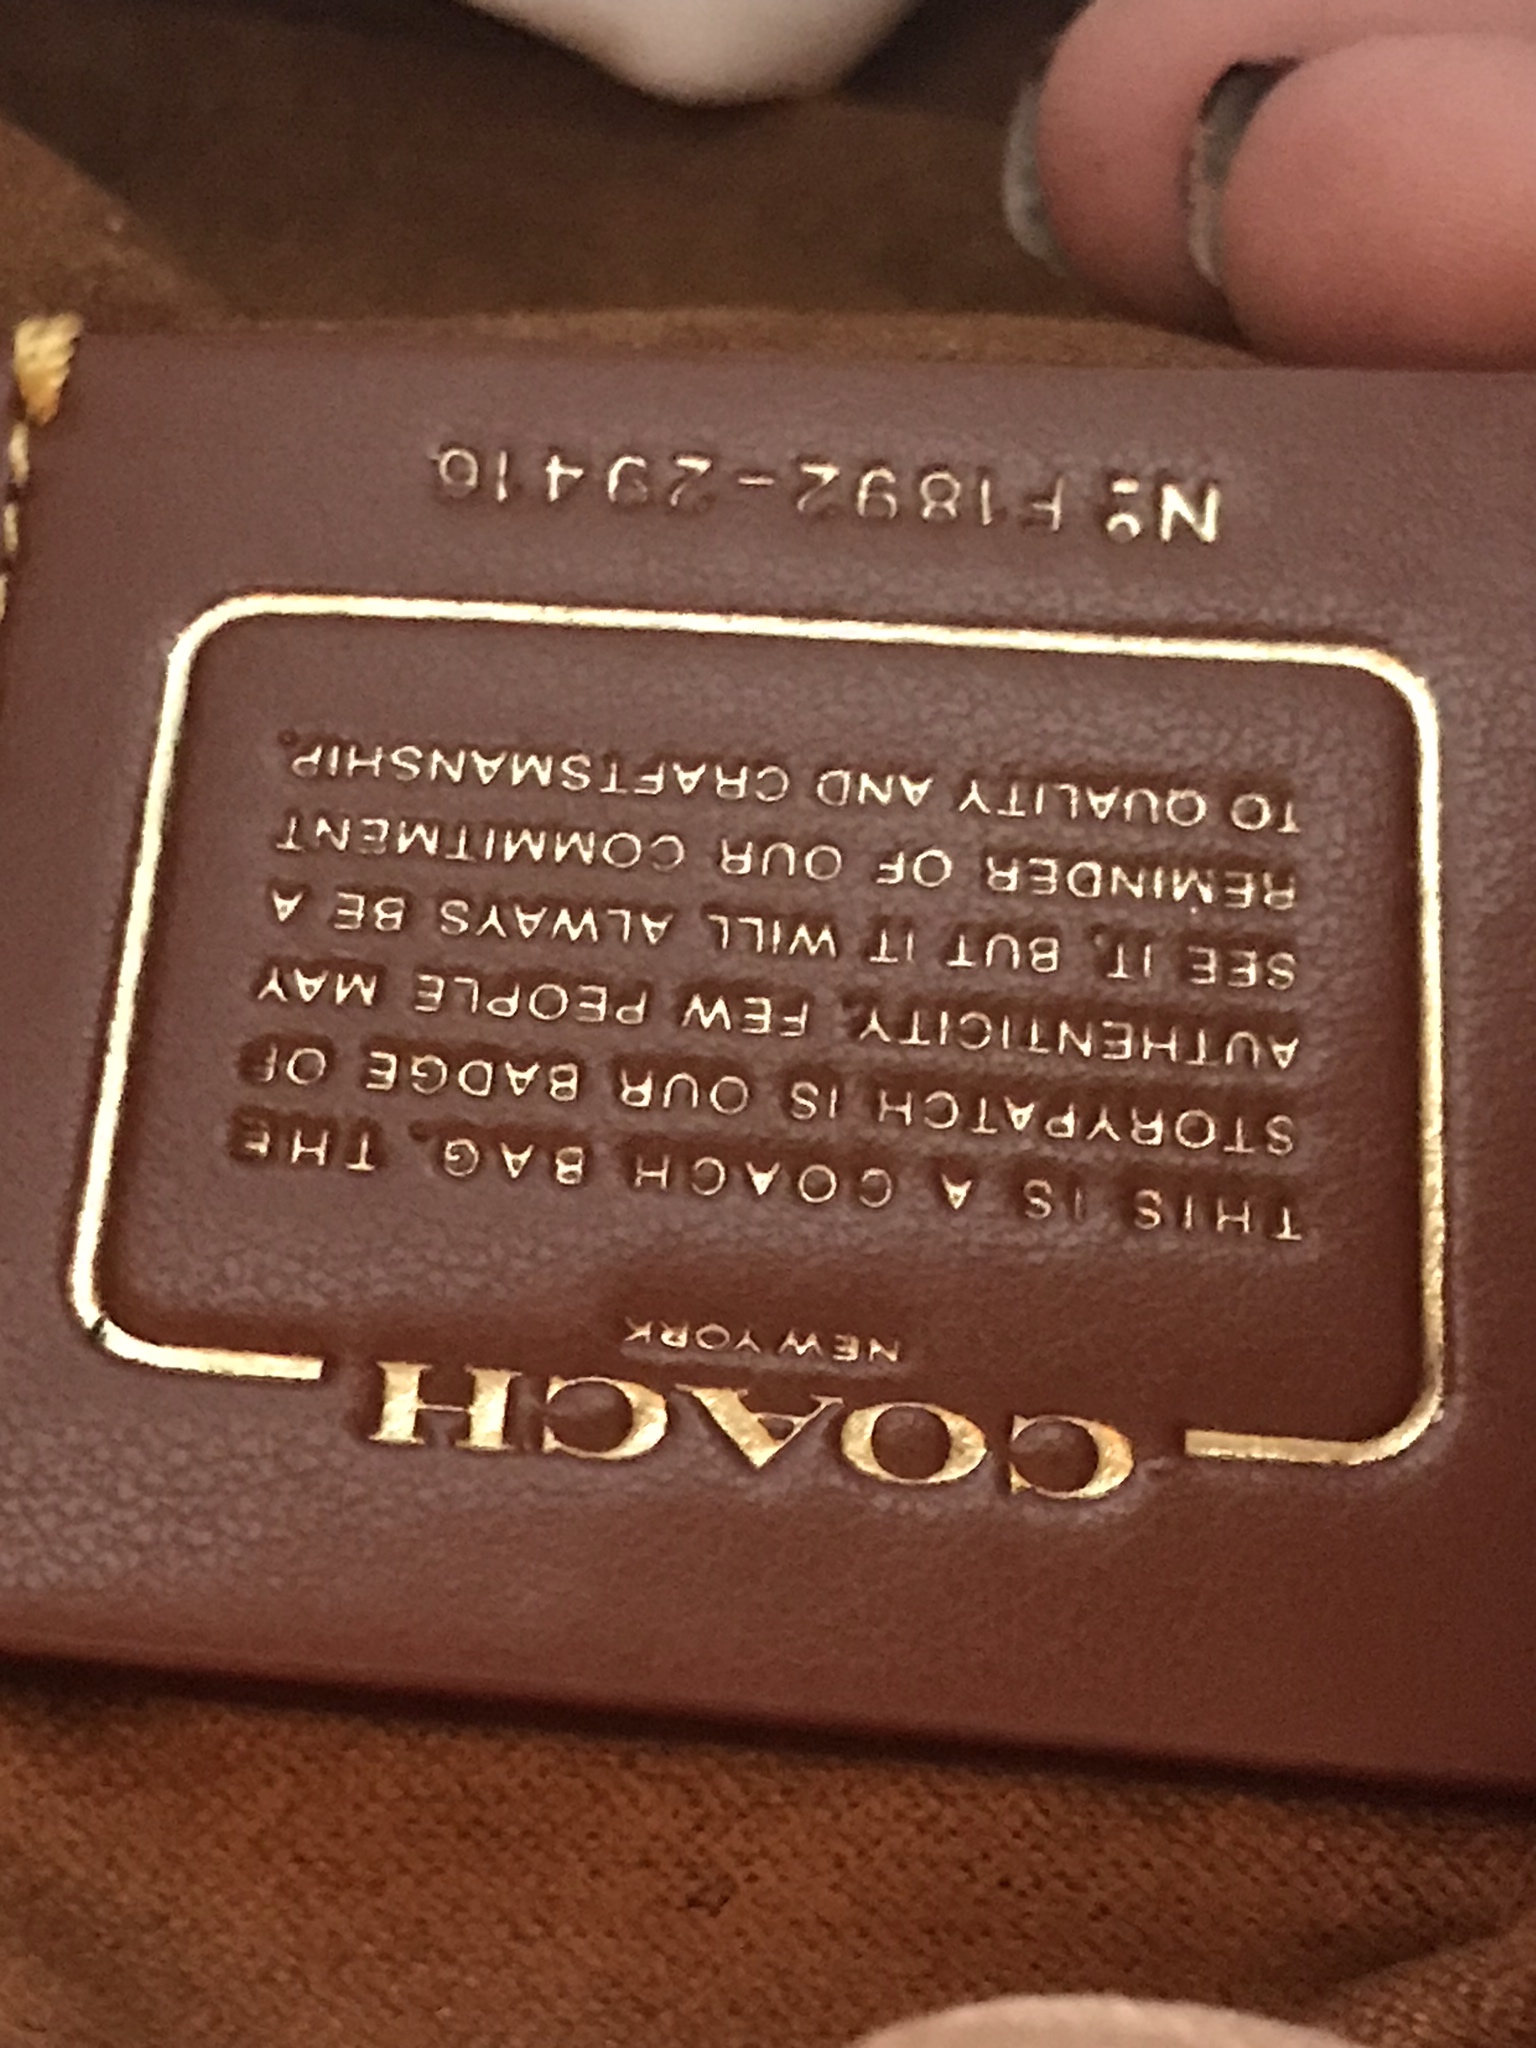 COACH
NEW YORK
THIS IS A COACH BAG. THE
STORYPATCH IS OUR BADGE OF
AUTHENTICITY. FEW PEOPLE MAY
SEE IT, BUT IT WILL ALWAYS BE A
REMINDER OF OUR COMMITMENT
TO QUALITY AND CRAFTSMANSHIP.
Nº F1892-29416